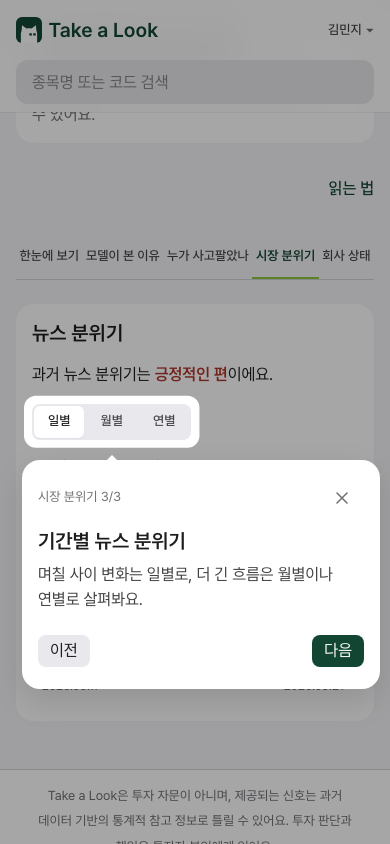 Take a Look
김민지
종목명 또는 코드 검색
수 있어요.
읽는 법
한눈에 보기 모델이 본 이유 누가 사고팔았나 시장 분위기 회사 상태
뉴스 분위기
과거 뉴스 분위기는 긍정적인 편이에요.
일별 월별 연별
시장 분위기 3/3
기간별 뉴스 분위기
며칠 사이 변화는 일별로, 더 긴 흐름은 월별이나
연별로 살펴봐요.
이전 다음
Take a Look은 투자 자문이 아니며, 제공되는 신호는 과거
데이터 기반의 통계적 참고 정보로 틀릴 수 있어요. 투자 판단과